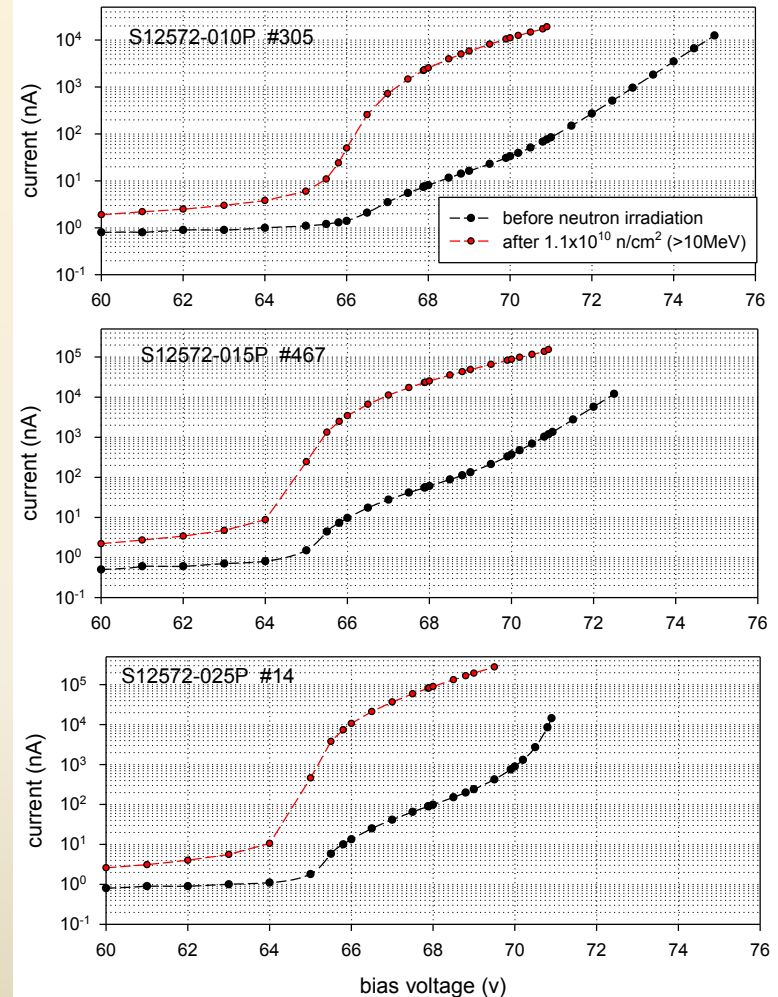 S12572-010P #305
10⁴
10³
10²
10¹
10⁰
10⁻¹
current (nA)
before neutron irradiation
after 1.1x10¹⁰ n/cm² (>10MeV)
60 62 64 66 68 70 72 74 76
S12572-015P #467
10⁵
10⁴
10³
10²
10¹
10⁰
10⁻¹
current (nA)
60 62 64 66 68 70 72 74 76
S12572-025P #14
10⁵
10⁴
10³
10²
10¹
10⁰
10⁻¹
current (nA)
60 62 64 66 68 70 72 74 76
bias voltage (v)